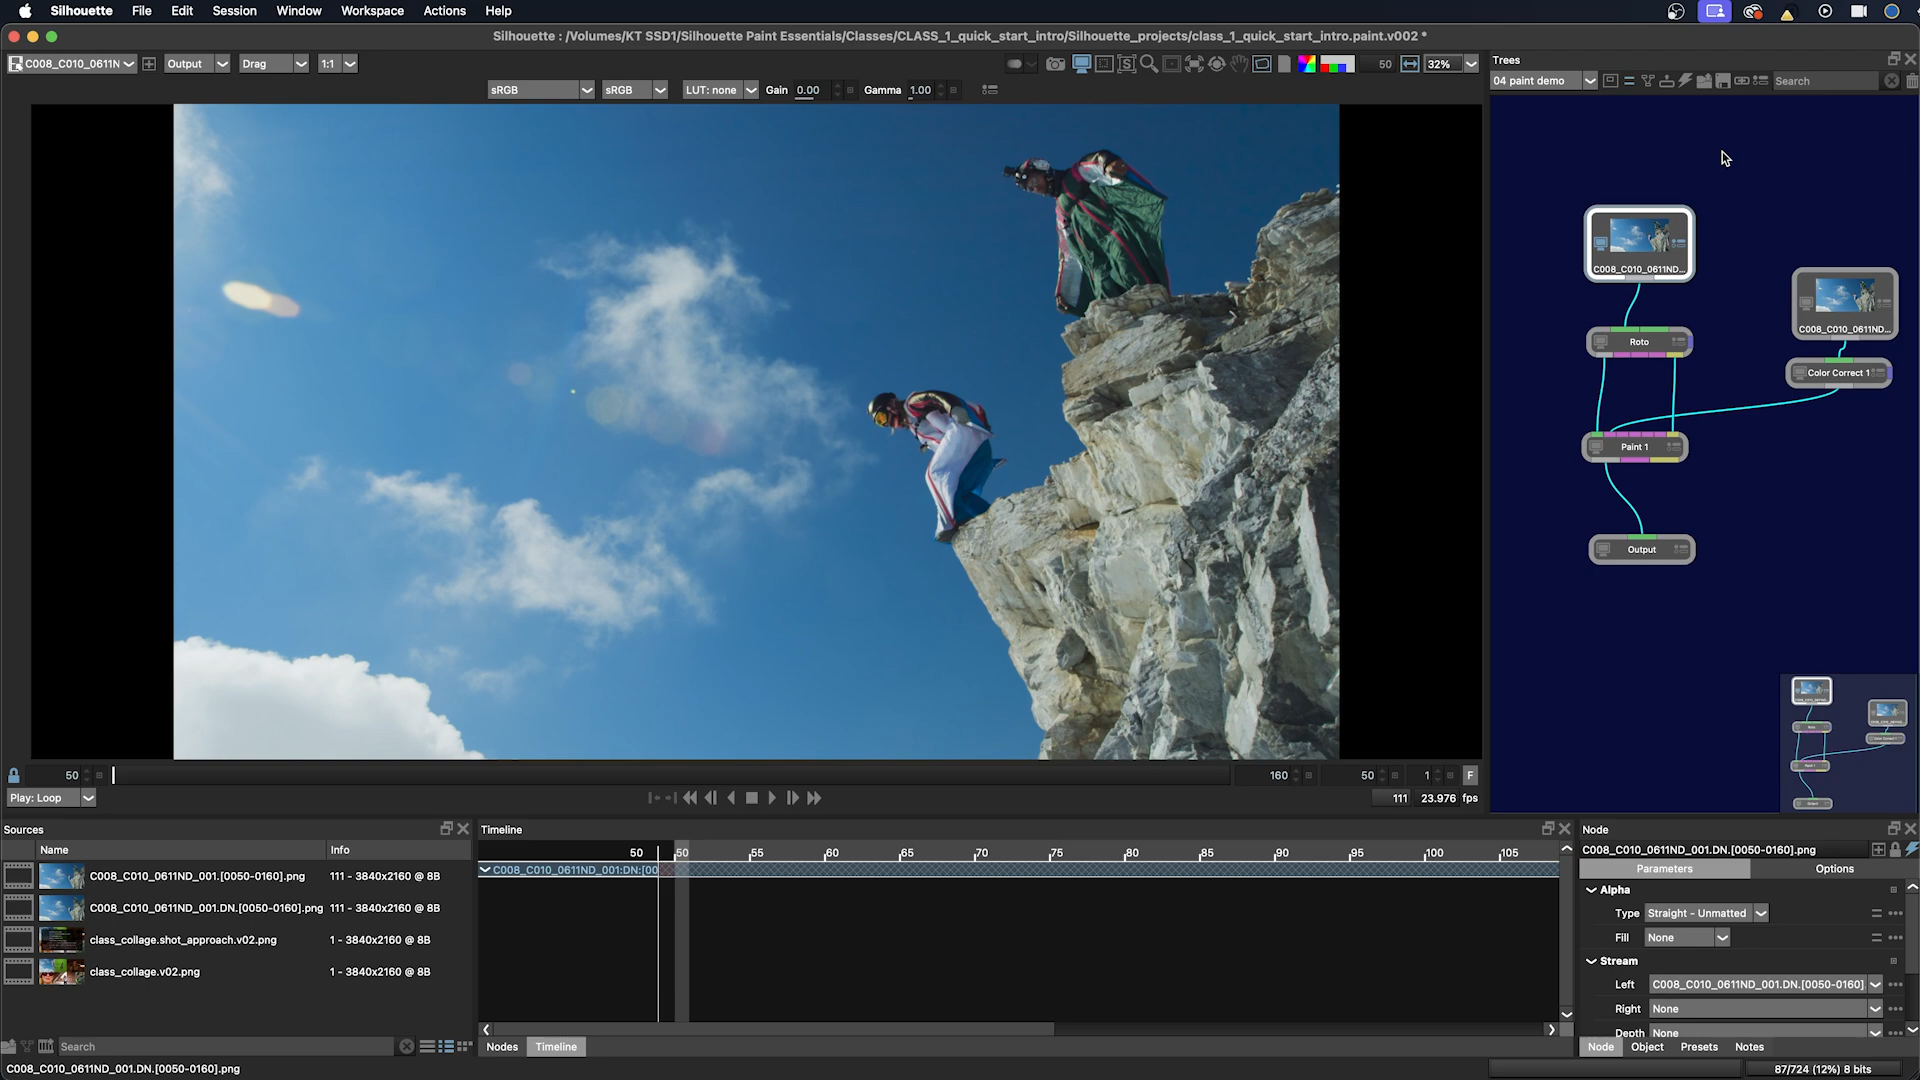 Silhouette File Edit Session Window Workspace Actions Help
Silhouette : /Volumes/KT SSD1/Silhouette Paint Essentials/Classes/CLASS_1_quick_start_intro/Silhouette_projects/class_1_quick_start_intro.paint.v002 *
C008_C010_0611N Output Drag 1:1 50 32%
sRGB sRGB LUT: none Gain 0.00 Gamma 1.00
Trees
04 paint demo Search
C008_C010_0611ND...
C008_C010_0611ND...
Roto
Color Correct 1
Paint 1
Output
50 160 50 1 F
Play: Loop 111 23.976 fps
Sources
Name Info
C008_C010_0611ND_001.[0050-0160].png 111 - 3840x2160 @ 8B
C008_C010_0611ND_001.DN.[0050-0160].png 111 - 3840x2160 @ 8B
class_collage.shot_approach.v02.png 1 - 3840x2160 @ 8B
class_collage.v02.png 1 - 3840x2160 @ 8B
Search
C008_C010_0611ND_001.DN.[0050-0160].png
Timeline
50 50 55 60 65 70 75 80 85 90 95 100 105
C008_C010_0611ND_001:DN:[00
Nodes Timeline
Node
C008_C010_0611ND_001.DN.[0050-0160].png
Parameters Options
Alpha
Type Straight - Unmatted
Fill None
Stream
Left C008_C010_0611ND_001.DN.[0050-0160]
Right None
Depth None
Node Object Presets Notes
87/724 (12%) 8 bits